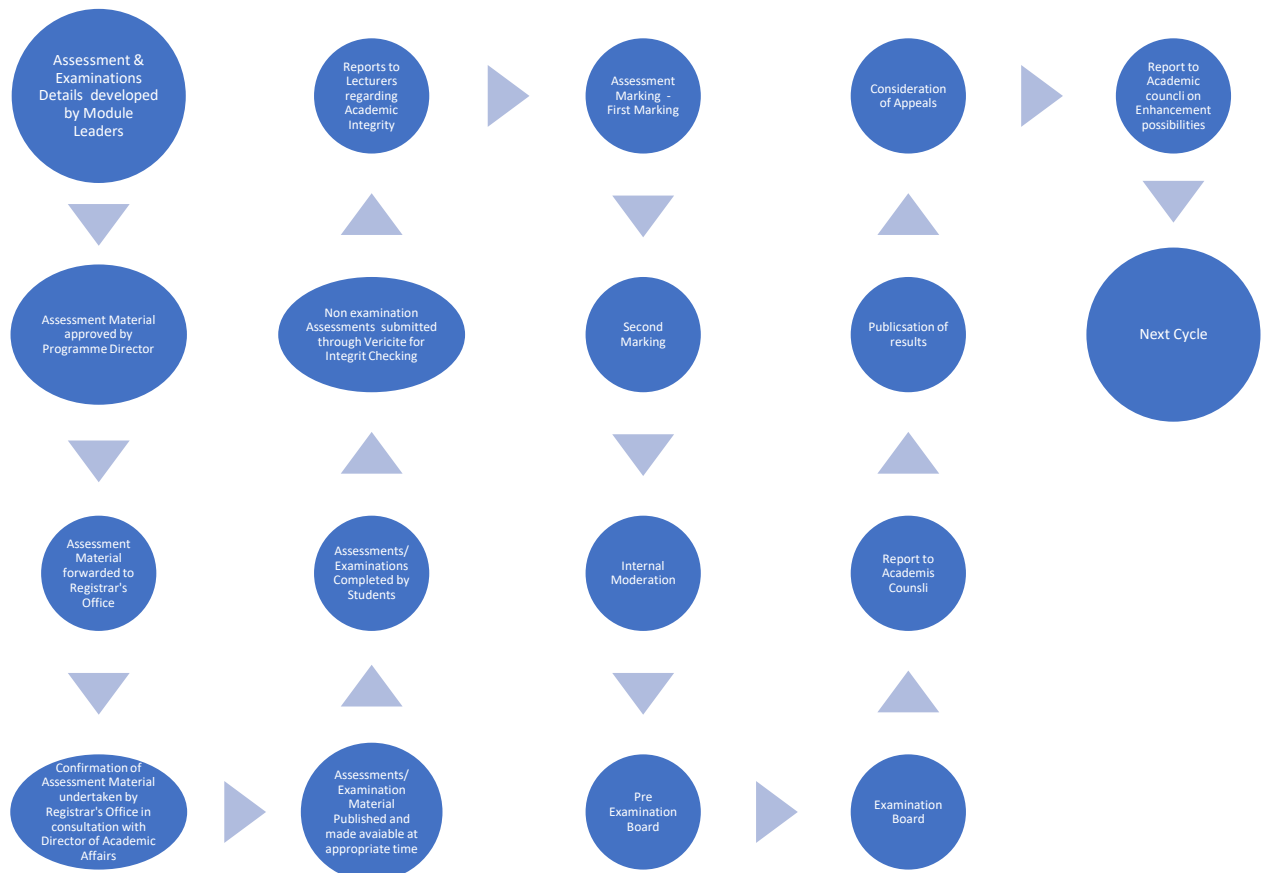 Assessment &
Examinations
Details developed
by Module
Leaders
Assessment Material
approved by
Programme Director
Assessment
Material
forwarded to
Registrar's
Office
Confirmation of
Assessment Material
undertaken by
Registrar's Office in
consultation with
Director of Academic
Affairs
Assessments/
Examination
Material
Published and
made avaiable at
appropriate time
Assessments/
Examinations
Completed by
Students
Non examination
Assessments submitted
through Vericite for
Integrit Checking
Reports to
Lecturers
regarding
Academic
Integrity
Assessment
Marking -
First Marking
Second
Marking
Internal
Moderation
Pre
Examination
Board
Examination
Board
Report to
Academis
Counsli
Publicsation of
results
Consideration
of Appeals
Report to
Academic
councli on
Enhancement
possibilities
Next Cycle